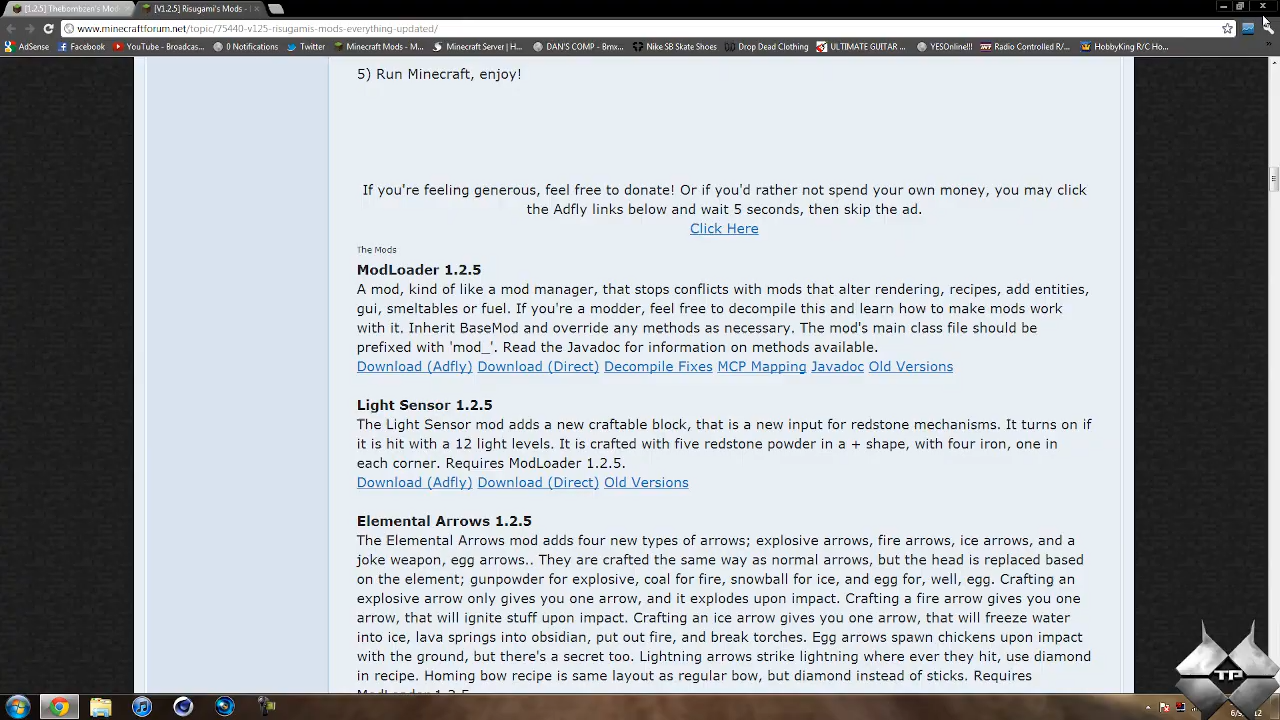 [1.2.5] Thebombzen's Mods
[V1.2.5] Risugami's Mods -
www.minecraftforum.net/topic/75440-v125-risugamis-mods-everything-updated/
AdSense Facebook YouTube - Broadcas... 0 Notifications Twitter Minecraft Mods - M... Minecraft Server | H... DAN'S COMP - Bmx... Nike SB Skate Shoes Drop Dead Clothing ULTIMATE GUITAR ... YESOnline!!! Radio Controlled R/... HobbyKing R/C Ho... »
5) Run Minecraft, enjoy!
If you're feeling generous, feel free to donate! Or if you'd rather not spend your own money, you may click
the Adfly links below and wait 5 seconds, then skip the ad.
Click Here
The Mods
ModLoader 1.2.5
A mod, kind of like a mod manager, that stops conflicts with mods that alter rendering, recipes, add entities,
gui, smeltables or fuel. If you're a modder, feel free to decompile this and learn how to make mods work
with it. Inherit BaseMod and override any methods as necessary. The mod's main class file should be
prefixed with 'mod_'. Read the Javadoc for information on methods available.
Download (Adfly) Download (Direct) Decompile Fixes MCP Mapping Javadoc Old Versions
Light Sensor 1.2.5
The Light Sensor mod adds a new craftable block, that is a new input for redstone mechanisms. It turns on if
it is hit with a 12 light levels. It is crafted with five redstone powder in a + shape, with four iron, one in
each corner. Requires ModLoader 1.2.5.
Download (Adfly) Download (Direct) Old Versions
Elemental Arrows 1.2.5
The Elemental Arrows mod adds four new types of arrows; explosive arrows, fire arrows, ice arrows, and a
joke weapon, egg arrows.. They are crafted the same way as normal arrows, but the head is replaced based
on the element; gunpowder for explosive, coal for fire, snowball for ice, and egg for, well, egg. Crafting an
explosive arrow only gives you one arrow, and it explodes upon impact. Crafting a fire arrow gives you one
arrow, that will ignite stuff upon impact. Crafting an ice arrow gives you one arrow, that will freeze water
into ice, lava springs into obsidian, put out fire, and break torches. Egg arrows spawn chickens upon impact
with the ground, but there's a secret too. Lightning arrows strike lightning where ever they hit, use diamond
in recipe. Homing bow recipe is same layout as regular bow, but diamond instead of sticks. Requires
ModLoader 1.2.5
TP